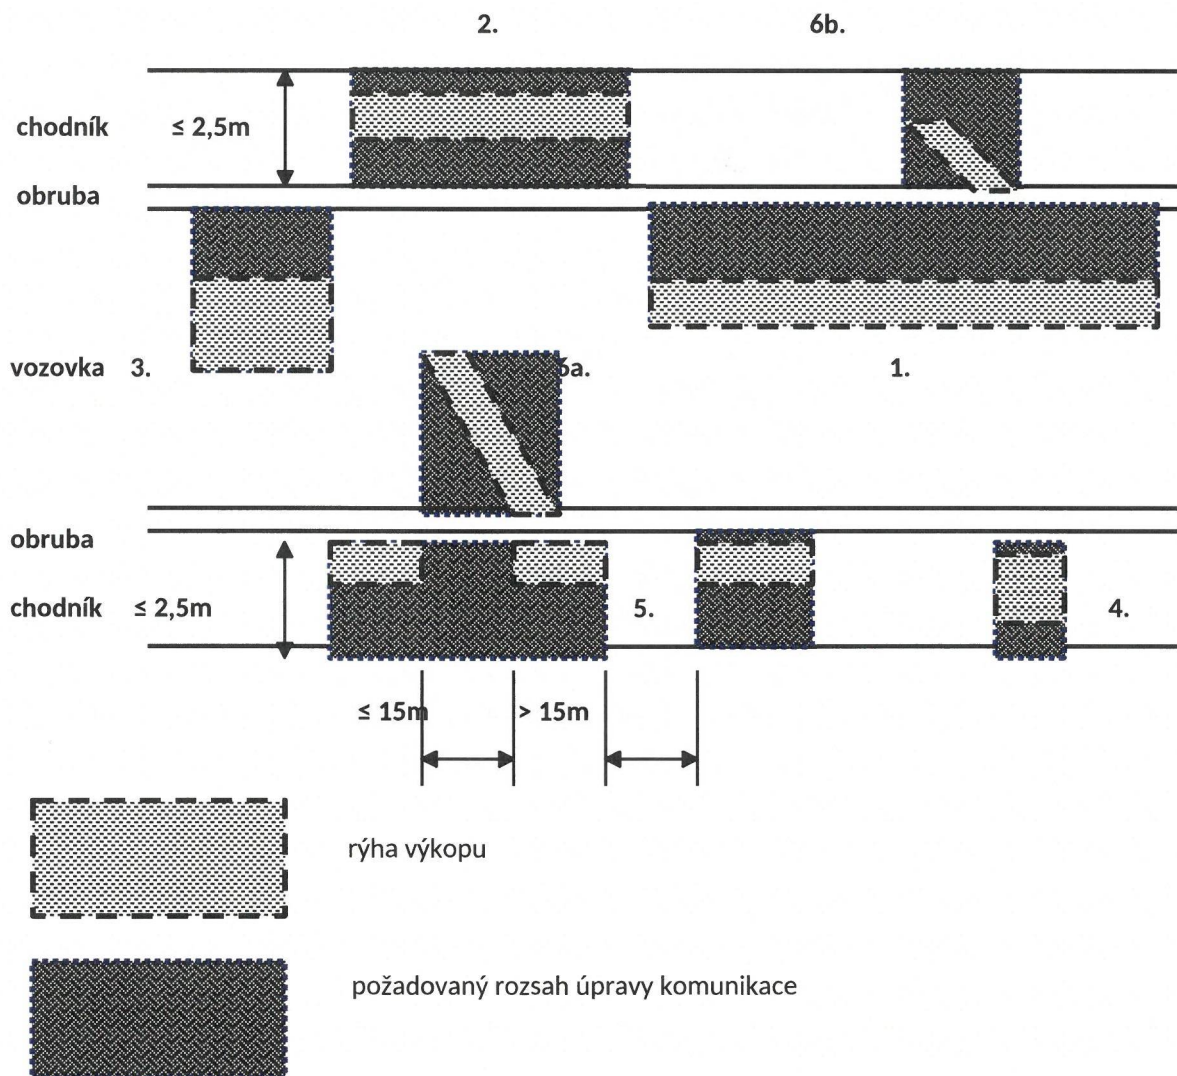 2. 6b.
chodník ≤ 2,5m
obruba
vozovka 3. 6a. 1.
obruba
chodník ≤ 2,5m 5. 4.
≤ 15m > 15m
rýha výkopu
požadovaný rozsah úpravy komunikace